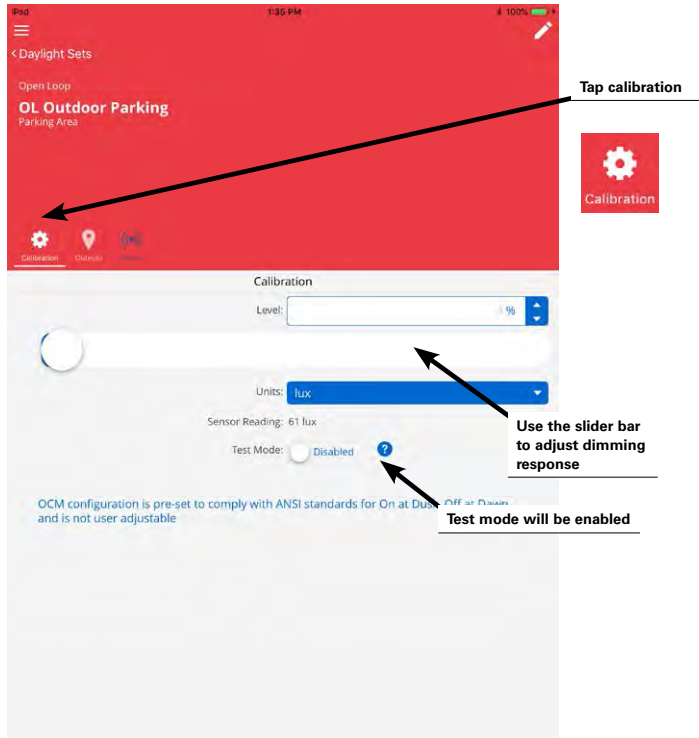 iPad
1:35 PM
100%
< Daylight Sets
Open Loop
OL Outdoor Parking
Parking Area
Tap calibration
Calibration
Calibration
Outputs
Calibration
Level:
%
Units:
lux
Sensor Reading: 61 lux
Test Mode:
Disabled
?
Use the slider bar
to adjust dimming
response
OCM configuration is pre-set to comply with ANSI standards for On at Dusk, Off at Dawn
and is not user adjustable
Test mode will be enabled